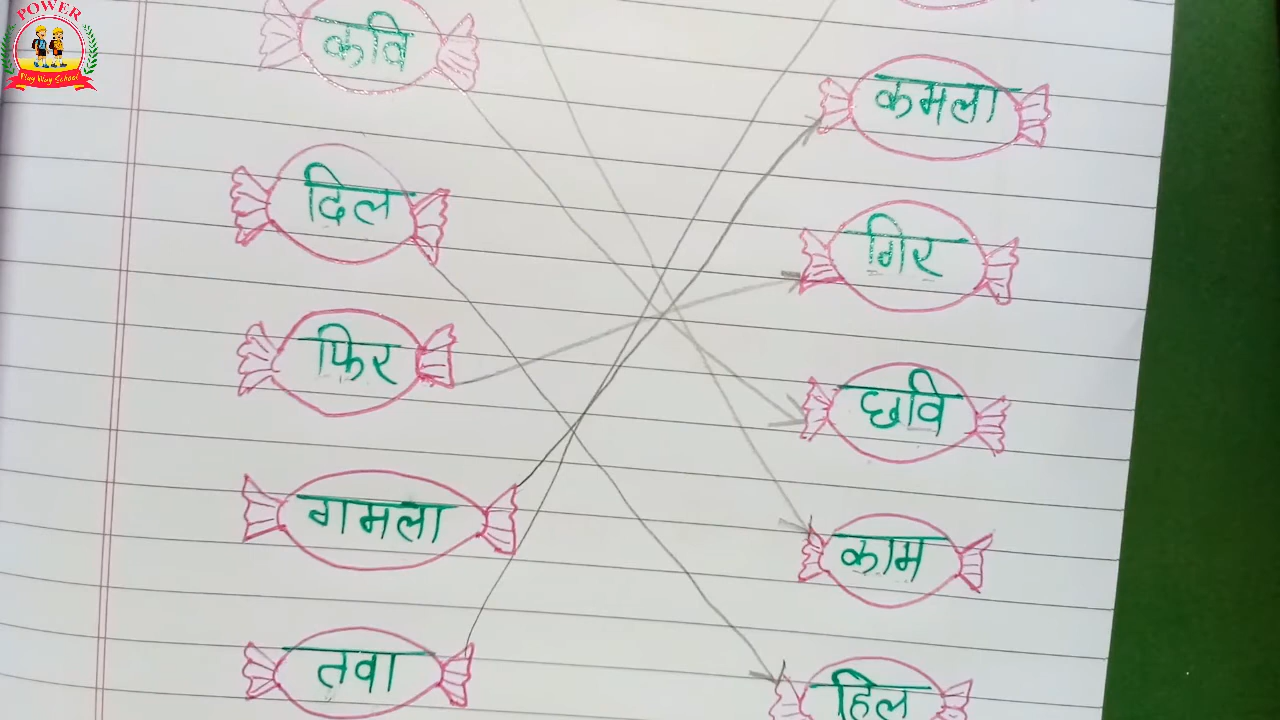 POWER
Play Way School
कवि
कमला
दिल
गिर
फिर
छवि
गमला
काम
तवा
हिल